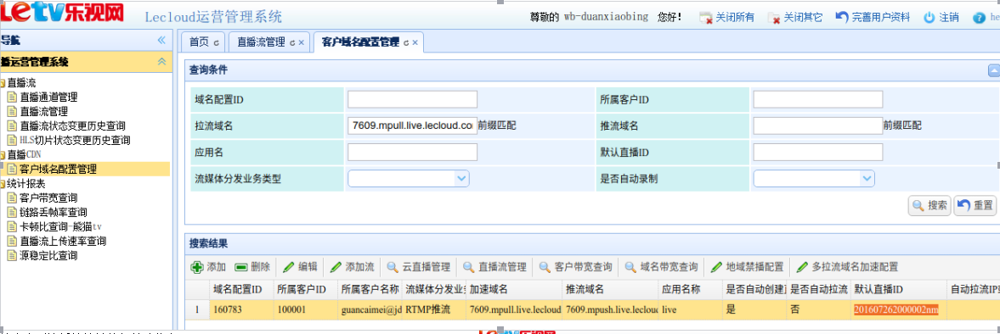 Letv乐视网 Lecloud运营管理系统 尊敬的 wb-duanxiaobing 您好! 关闭所有 关闭其它 完善用户资料 注销 he
导航
首页 直播流管理 客户域名配置管理
播运营管理系统
查询条件
直播流
直播通道管理
直播流管理
直播流状态变更历史查询
HLS切片状态变更历史查询
直播CDN
客户域名配置管理
统计报表
客户带宽查询
链路丢帧率查询
卡顿比查询-熊猫tv
直播流上传速率查询
源稳定比查询
域名配置ID 所属客户ID
拉流域名 7609.mpull.live.lecloud.co 前缀匹配 推流域名 前缀匹配
应用名 默认直播ID
流媒体分发业务类型 是否自动录制
搜索 重置
搜索结果
添加 删除 编辑 添加流 云直播管理 直播流管理 客户带宽查询 域名带宽查询 地域禁播配置 多拉流域名加速配置
域名配置ID 所属客户ID 所属客户名称 流媒体分发业务 加速域名 推流域名 应用名称 是否自动创建直 是否自动拉流 默认直播ID 自动拉流IP
1 160783 100001 guancaimei@jd RTMP推流 7609.mpull.live.lecloud 7609.mpush.live.leclou live 是 否 201607262000002nm
乐视网